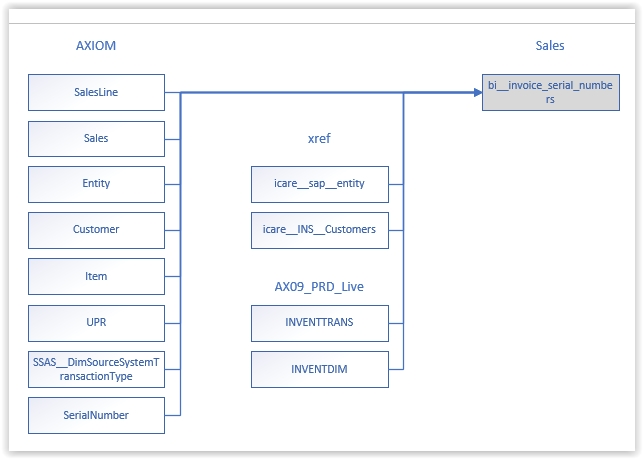 AXIOM
Sales
SalesLine
bi__invoice_serial_numbe
rs
Sales
xref
Entity
icare__sap__entity
Customer
icare__INS__Customers
Item
AX09_PRD_Live
UPR
INVENTTRANS
SSAS__DimSourceSystemT
ransactionType
INVENTDIM
SerialNumber